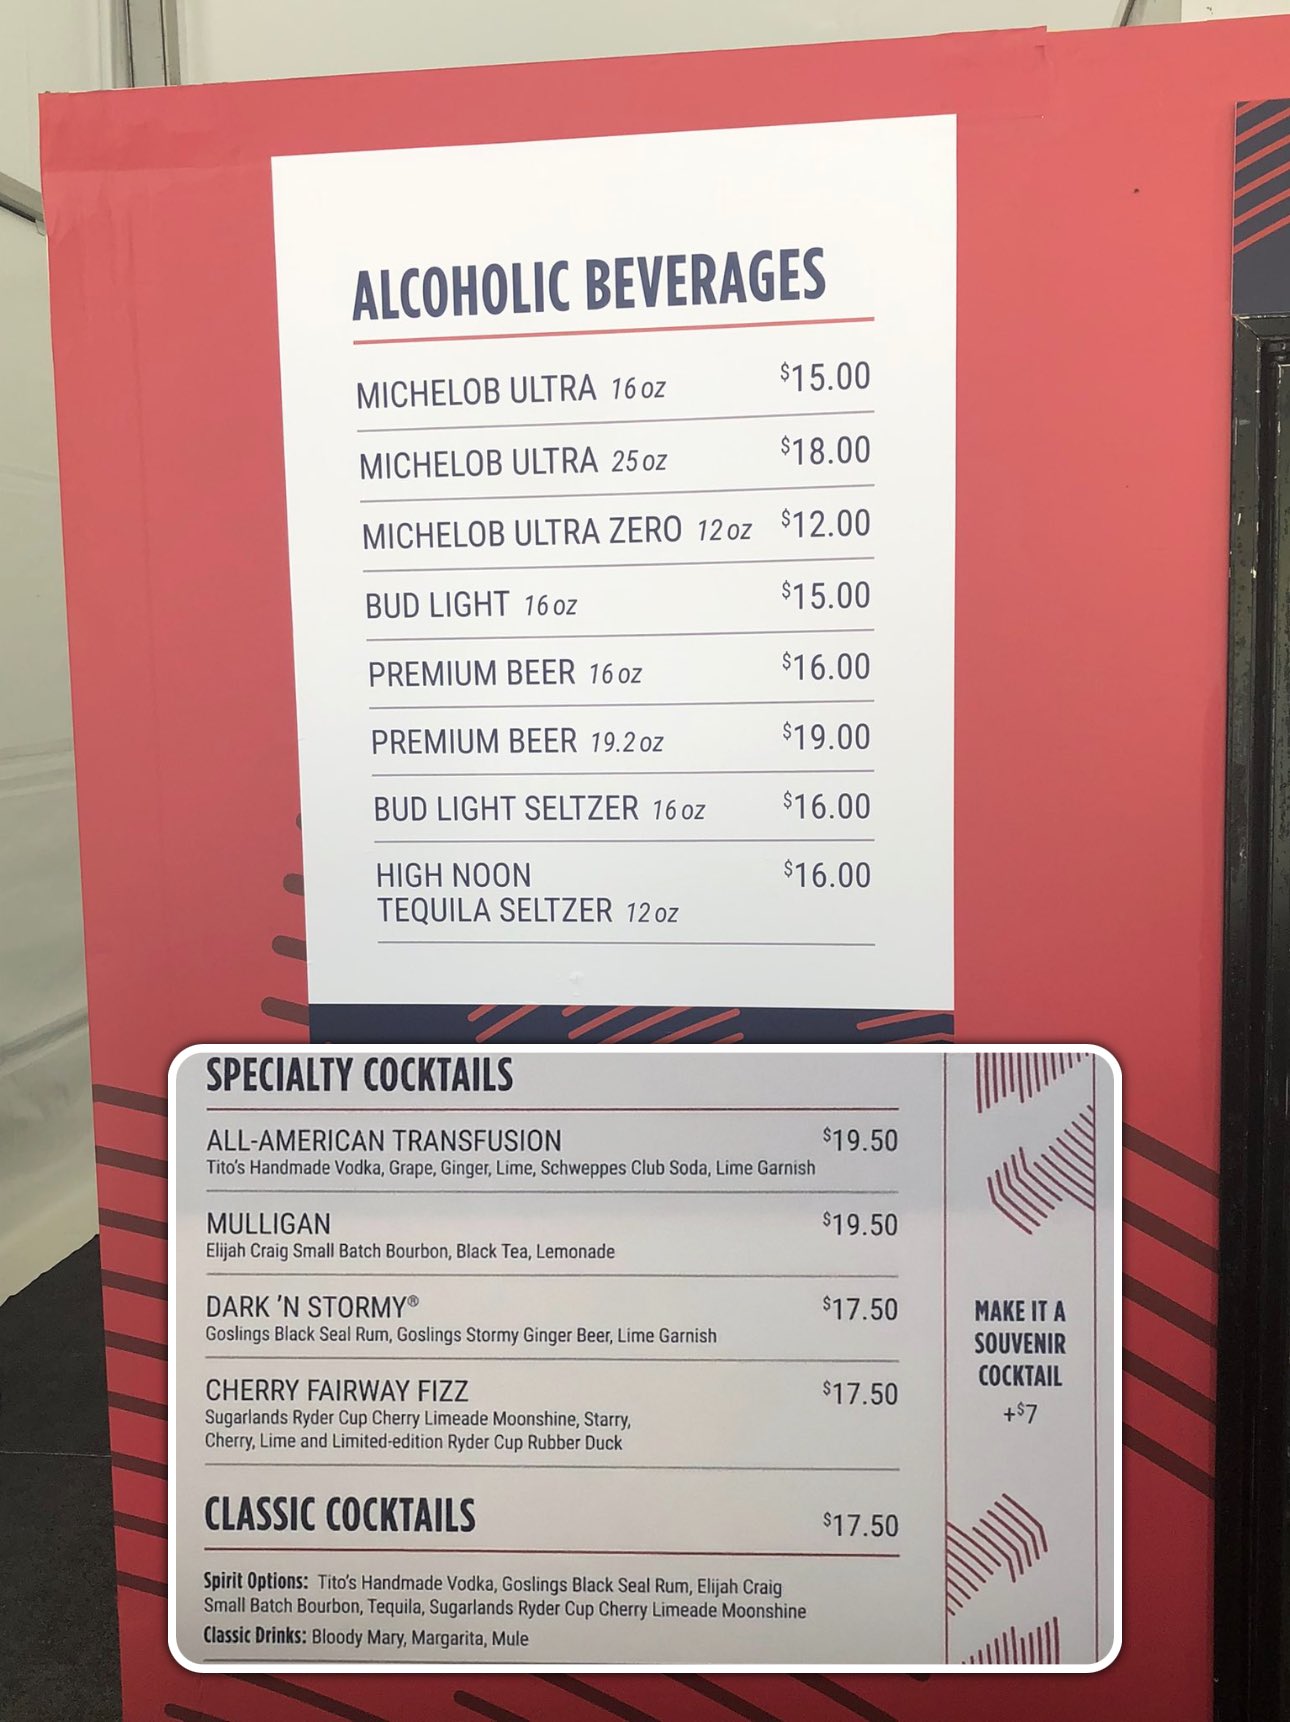 ALCOHOLIC BEVERAGES
MICHELOB ULTRA 16 oz $15.00
MICHELOB ULTRA 25 oz $18.00
MICHELOB ULTRA ZERO 12 oz $12.00
BUD LIGHT 16 oz $15.00
PREMIUM BEER 16 oz $16.00
PREMIUM BEER 19.2 oz $19.00
BUD LIGHT SELTZER 16 oz $16.00
HIGH NOON $16.00
TEQUILA SELTZER 12 oz
SPECIALTY COCKTAILS
ALL-AMERICAN TRANSFUSION $19.50
Tito's Handmade Vodka, Grape, Ginger, Lime, Schweppes Club Soda, Lime Garnish
MULLIGAN $19.50
Elijah Craig Small Batch Bourbon, Black Tea, Lemonade
DARK 'N STORMY® $17.50
Goslings Black Seal Rum, Goslings Stormy Ginger Beer, Lime Garnish
CHERRY FAIRWAY FIZZ $17.50
Sugarlands Ryder Cup Cherry Limeade Moonshine, Starry,
Cherry, Lime and Limited-edition Ryder Cup Rubber Duck
CLASSIC COCKTAILS $17.50
Spirit Options: Tito's Handmade Vodka, Goslings Black Seal Rum, Elijah Craig
Small Batch Bourbon, Tequila, Sugarlands Ryder Cup Cherry Limeade Moonshine
Classic Drinks: Bloody Mary, Margarita, Mule
MAKE IT A
SOUVENIR
COCKTAIL
+$7